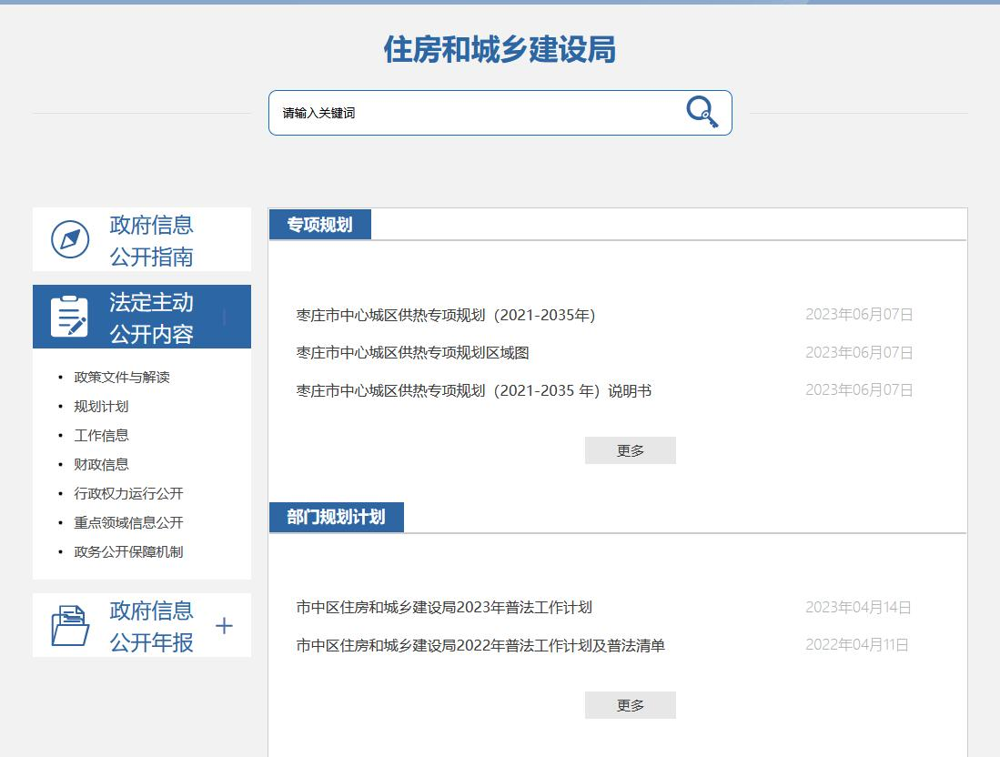 住房和城乡建设局
请输入关键词
政府信息
公开指南
法定主动
公开内容
政策文件与解读
规划计划
工作信息
财政信息
行政权力运行公开
重点领域信息公开
政务公开保障机制
政府信息
公开年报
专项规划
枣庄市中心城区供热专项规划（2021-2035年） 2023年06月07日
枣庄市中心城区供热专项规划区域图 2023年06月07日
枣庄市中心城区供热专项规划（2021-2035 年）说明书 2023年06月07日
更多
部门规划计划
市中区住房和城乡建设局2023年普法工作计划 2023年04月14日
市中区住房和城乡建设局2022年普法工作计划及普法清单 2022年04月11日
更多